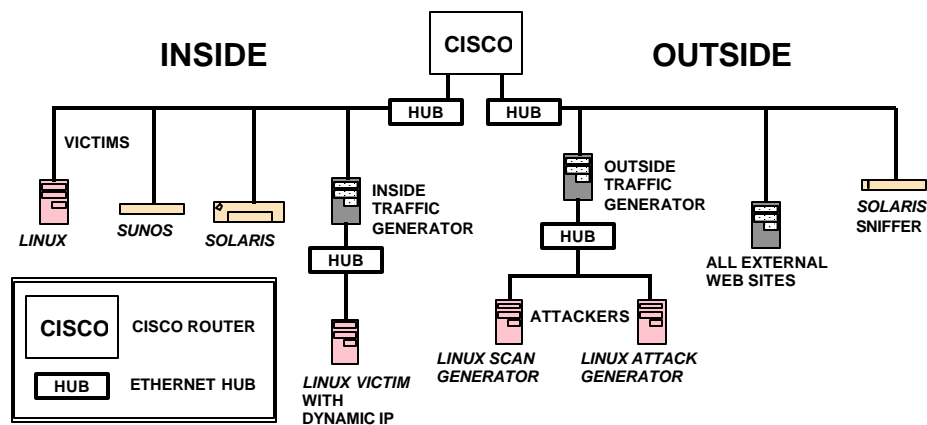 INSIDE
CISCO
OUTSIDE
HUB
HUB
VICTIMS
LINUX
SUNOS
SOLARIS
INSIDE
TRAFFIC
GENERATOR
HUB
LINUX VICTIM
WITH
DYNAMIC IP
OUTSIDE
TRAFFIC
GENERATOR
HUB
ATTACKERS
LINUX SCAN
GENERATOR
LINUX ATTACK
GENERATOR
ALL EXTERNAL
WEB SITES
SOLARIS
SNIFFER
CISCO
CISCO ROUTER
HUB
ETHERNET HUB